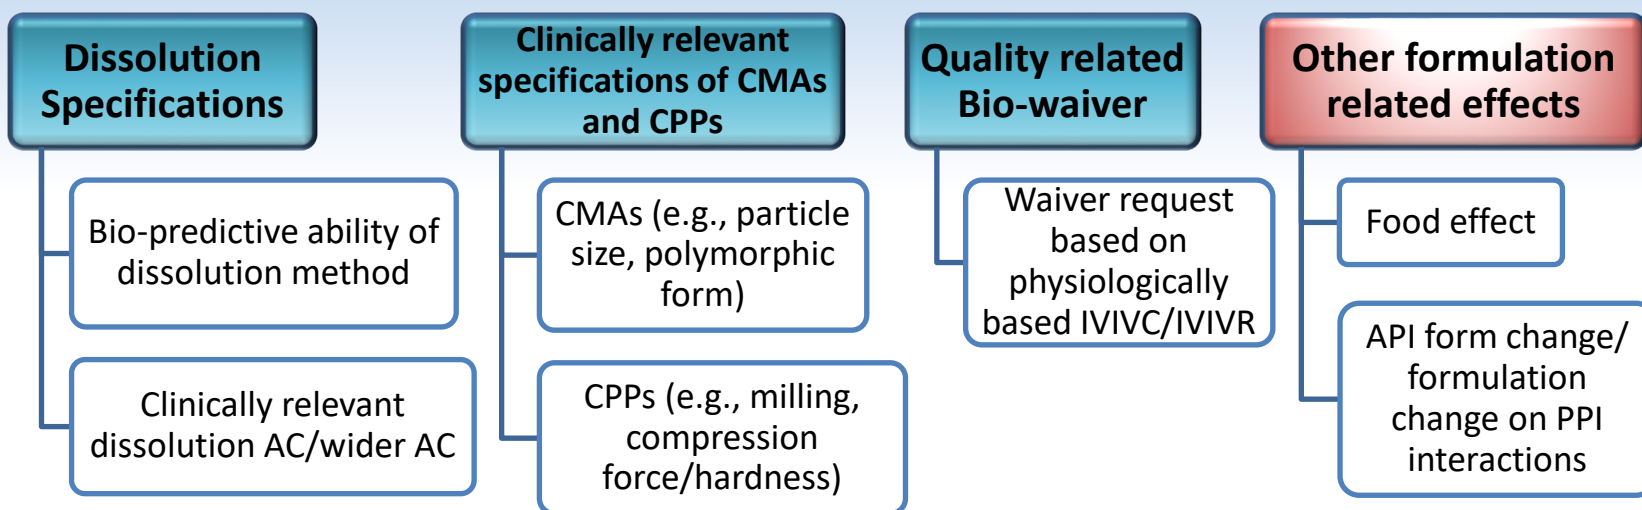 Dissolution
Specifications
Bio-predictive ability of
dissolution method
Clinically relevant
dissolution AC/wider AC
Clinically relevant
specifications of CMAs
and CPPs
CMAs (e.g., particle
size, polymorphic
form)
CPPs (e.g., milling,
compression
force/hardness)
Quality related
Bio-waiver
Waiver request
based on
physiologically
based IVIVC/IVIVR
Other formulation
related effects
Food effect
API form change/
formulation
change on PPI
interactions